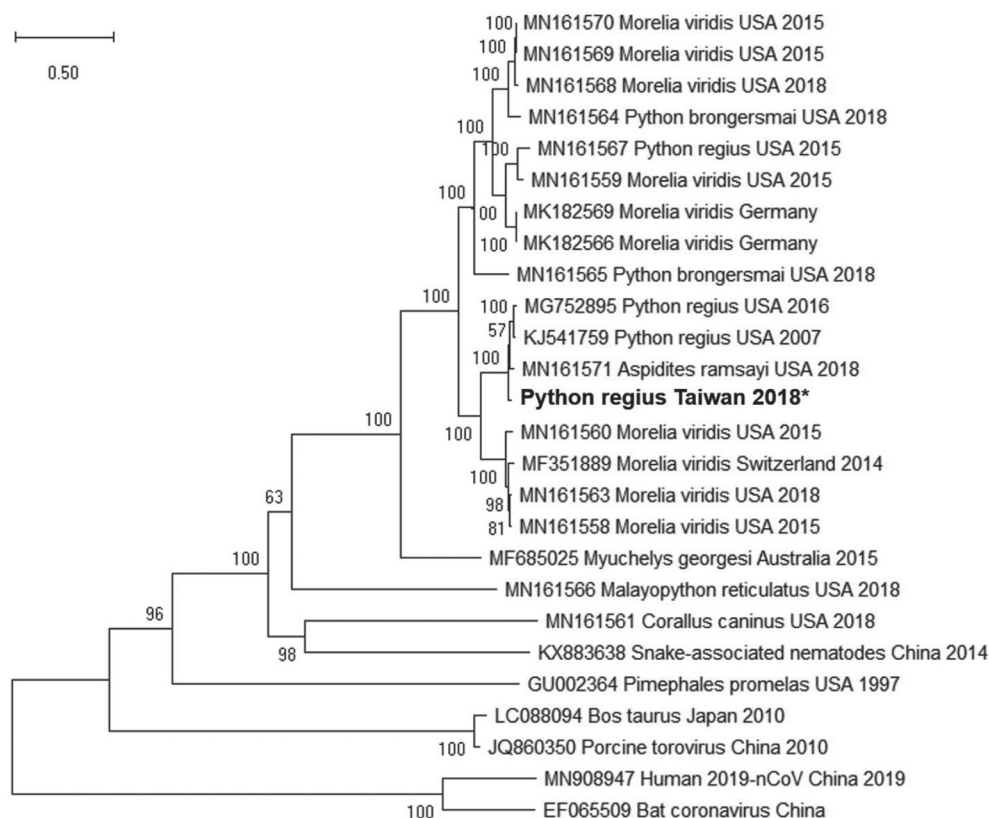 0.50
100 MN161570 Morelia viridis USA 2015
100 MN161569 Morelia viridis USA 2015
100 MN161568 Morelia viridis USA 2018
MN161564 Python brongersmai USA 2018
100
100 MN161567 Python regius USA 2015
MN161559 Morelia viridis USA 2015
100
00 MK182569 Morelia viridis Germany
100 MK182566 Morelia viridis Germany
MN161565 Python brongersmai USA 2018
100
100 MG752895 Python regius USA 2016
57 KJ541759 Python regius USA 2007
100 MN161571 Aspidites ramsayi USA 2018
Python regius Taiwan 2018*
100 MN161560 Morelia viridis USA 2015
MF351889 Morelia viridis Switzerland 2014
100
98 MN161563 Morelia viridis USA 2018
81 MN161558 Morelia viridis USA 2015
100
MF685025 Myuchelys georgesi Australia 2015
63
MN161566 Malayopython reticulatus USA 2018
100
MN161561 Corallus caninus USA 2018
98 KX883638 Snake-associated nematodes China 2014
96
GU002364 Pimephales promelas USA 1997
LC088094 Bos taurus Japan 2010
100 JQ860350 Porcine torovirus China 2010
MN908947 Human 2019-nCoV China 2019
100 EF065509 Bat coronavirus China